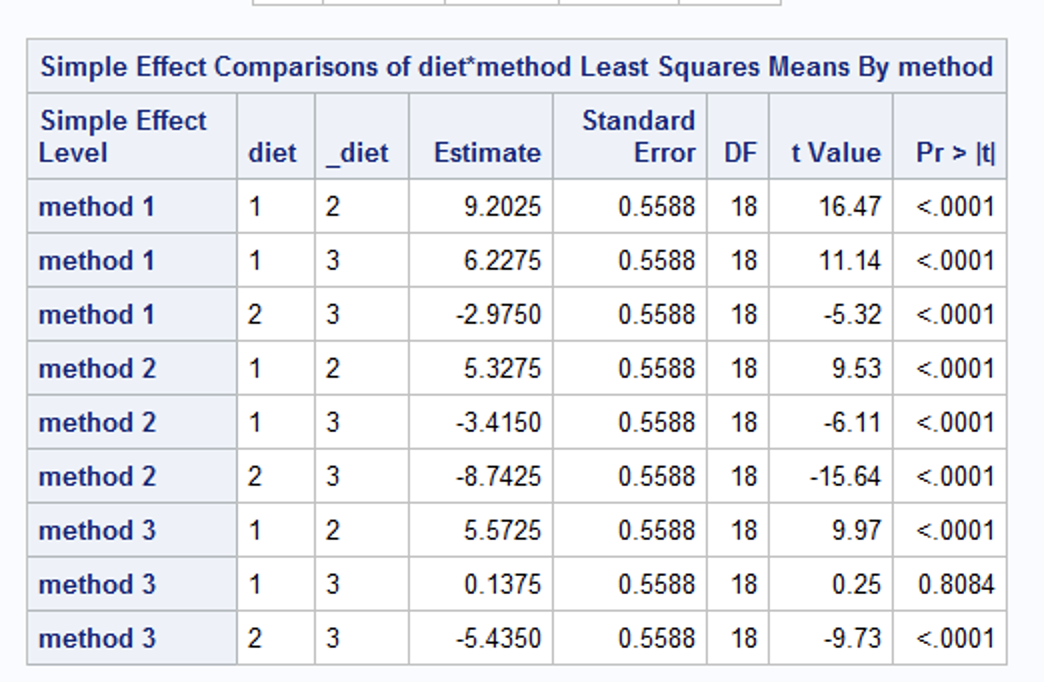 Simple Effect Comparisons of diet*method Least Squares Means By method
Simple Effect Level diet _diet Estimate Standard Error DF t Value Pr > |t|
method 1 1 2 9.2025 0.5588 18 16.47 <.0001
method 1 1 3 6.2275 0.5588 18 11.14 <.0001
method 1 2 3 -2.9750 0.5588 18 -5.32 <.0001
method 2 1 2 5.3275 0.5588 18 9.53 <.0001
method 2 1 3 -3.4150 0.5588 18 -6.11 <.0001
method 2 2 3 -8.7425 0.5588 18 -15.64 <.0001
method 3 1 2 5.5725 0.5588 18 9.97 <.0001
method 3 1 3 0.1375 0.5588 18 0.25 0.8084
method 3 2 3 -5.4350 0.5588 18 -9.73 <.0001